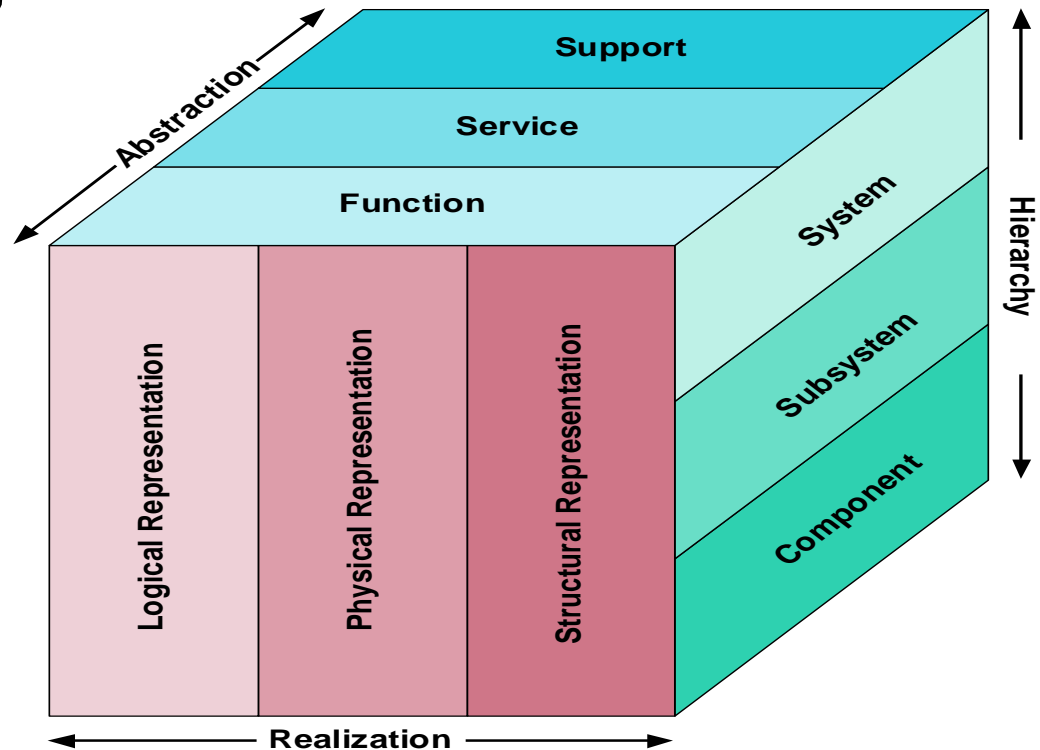 Support
Abstraction
Service
Function
System
Hierarchy
Subsystem
Logical Representation
Physical Representation
Structural Representation
Component
Realization